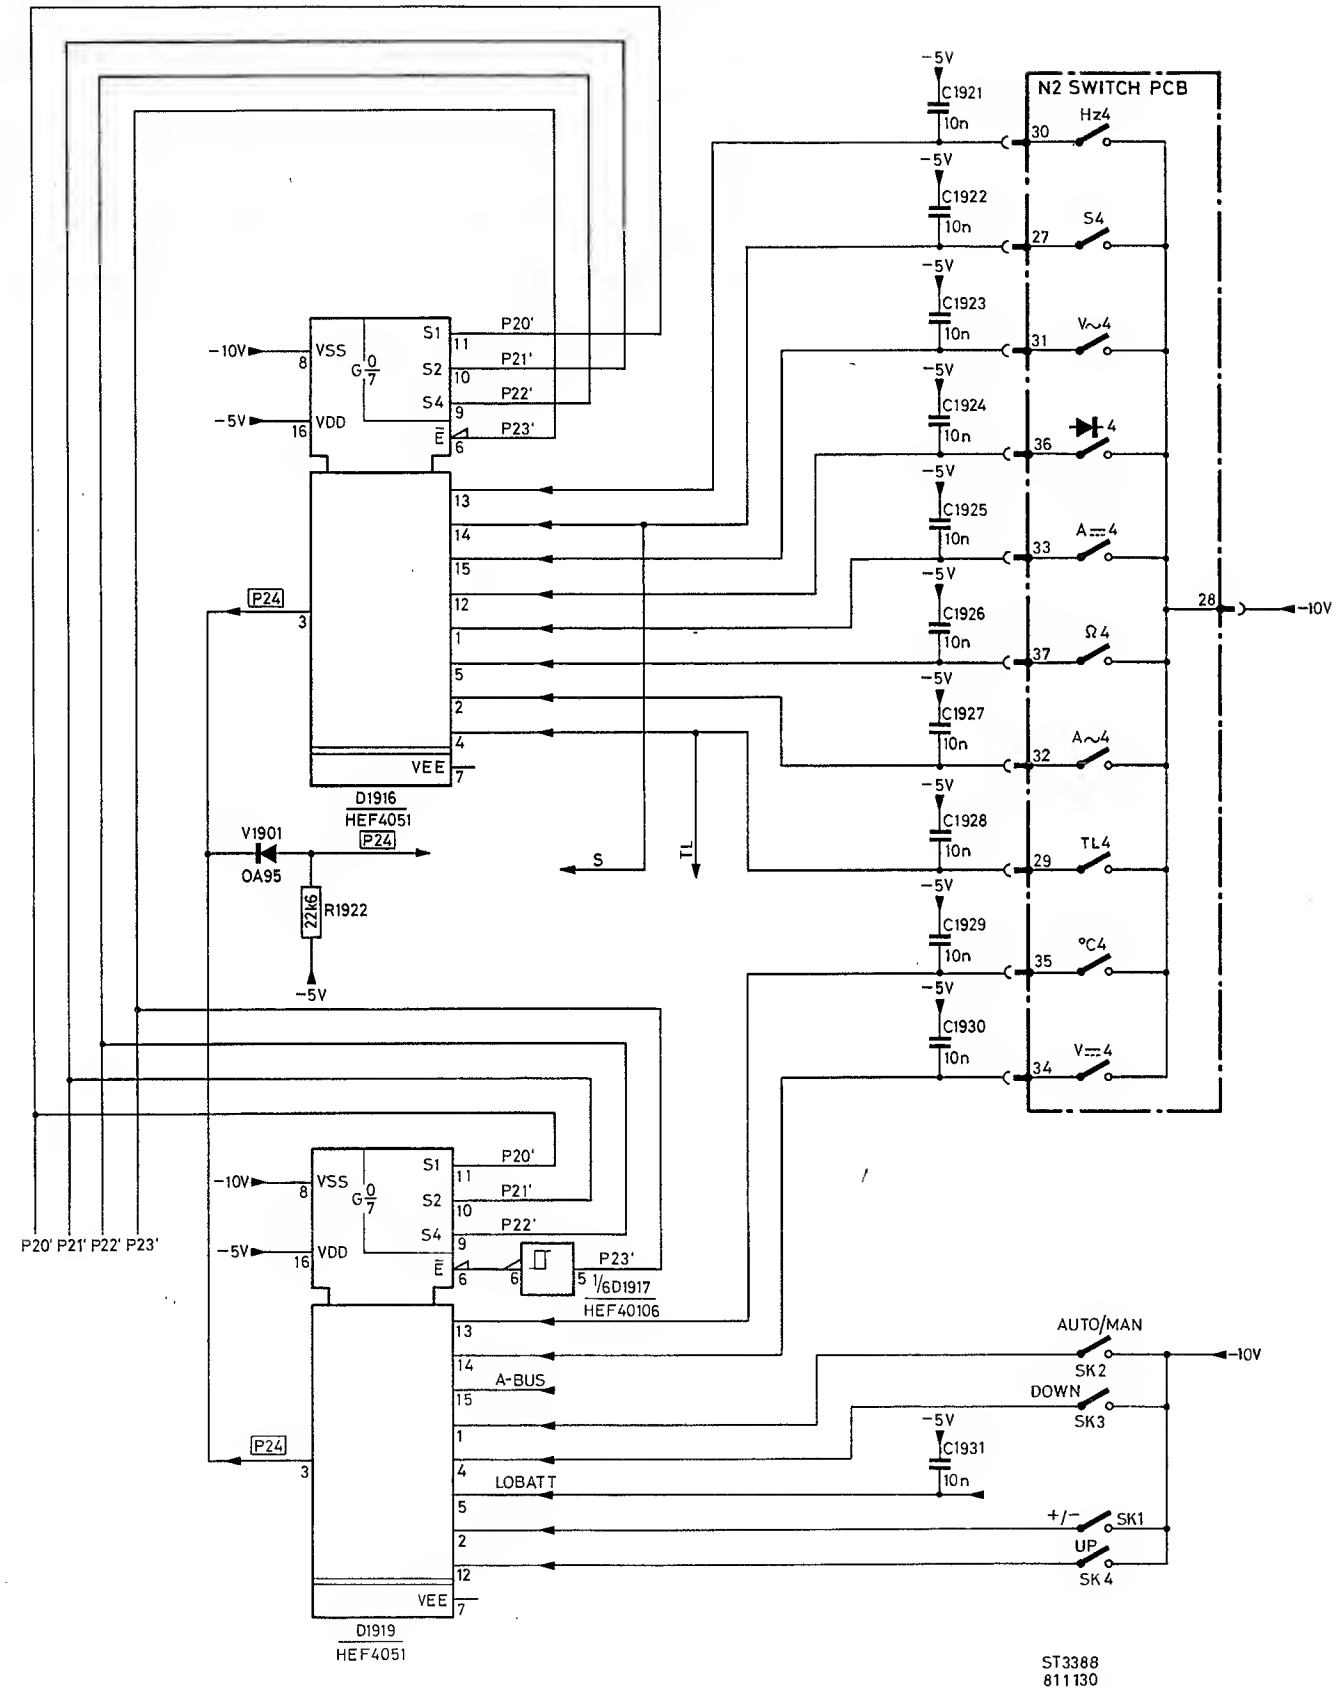 -5V
C1921
10n
N2 SWITCH PCB
Hz4
30
-5V
C1922
10n
S4
27
-5V
C1923
10n
V~4
31
-5V
C1924
10n
4
36
-5V
C1925
10n
A⎓4
33
-5V
C1926
10n
Ω4
37
-5V
C1927
10n
A~4
32
-5V
C1928
10n
TL4
29
-5V
C1929
10n
°C4
35
-5V
C1930
10n
V⎓4
34
28
-10V
-10V
8
VSS
G 0/7
S1
11
P20'
S2
10
P21'
S4
9
P22'
E̅
6
P23'
-5V
16
VDD
13
14
15
12
1
5
2
4
VEE
7
P24
3
D1916
HEF4051
V1901
OA95
P24
22k6
R1922
-5V
S
TL
P20' P21' P22' P23'
-10V
8
VSS
G 0/7
S1
11
P20'
S2
10
P21'
S4
9
P22'
-5V
16
VDD
E̅
6
6
5
P23'
1/6D1917
HEF40106
13
14
A-BUS
15
1
4
LOBATT
5
2
12
VEE
7
P24
3
D1919
HEF4051
AUTO/MAN
SK2
-10V
DOWN
SK3
-5V
C1931
10n
+/-
SK1
UP
SK4
ST3388
811130